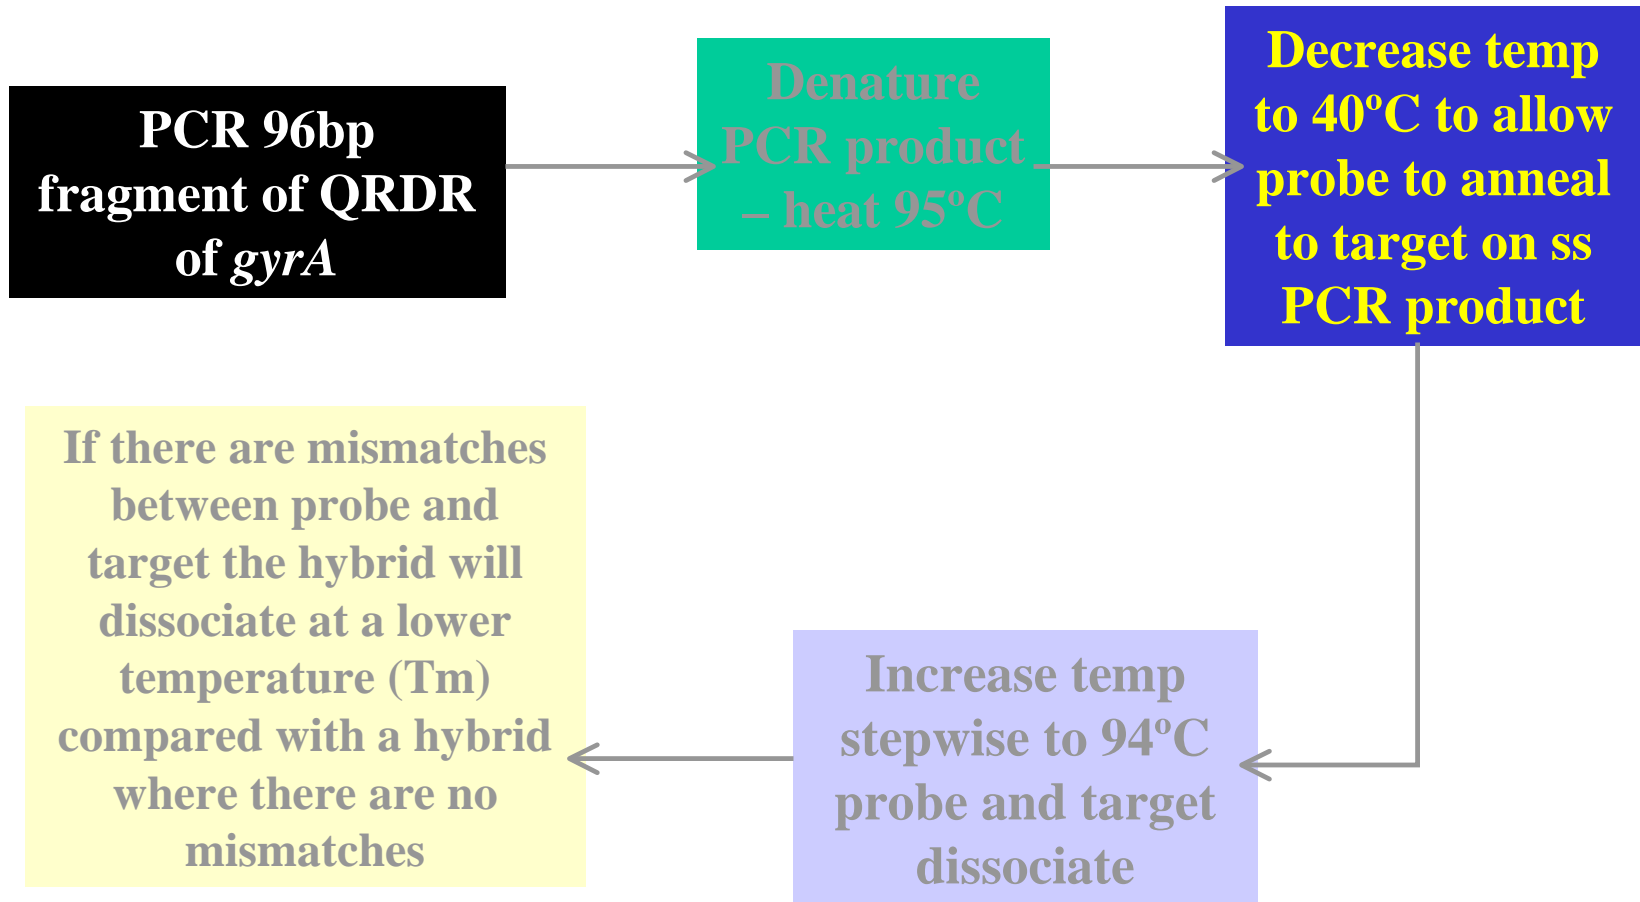 PCR 96bp
fragment of QRDR
of gyrA
Denature
PCR product
– heat 95ºC
Decrease temp
to 40ºC to allow
probe to anneal
to target on ss
PCR product
Increase temp
stepwise to 94ºC
probe and target
dissociate
If there are mismatches
between probe and
target the hybrid will
dissociate at a lower
temperature (Tm)
compared with a hybrid
where there are no
mismatches